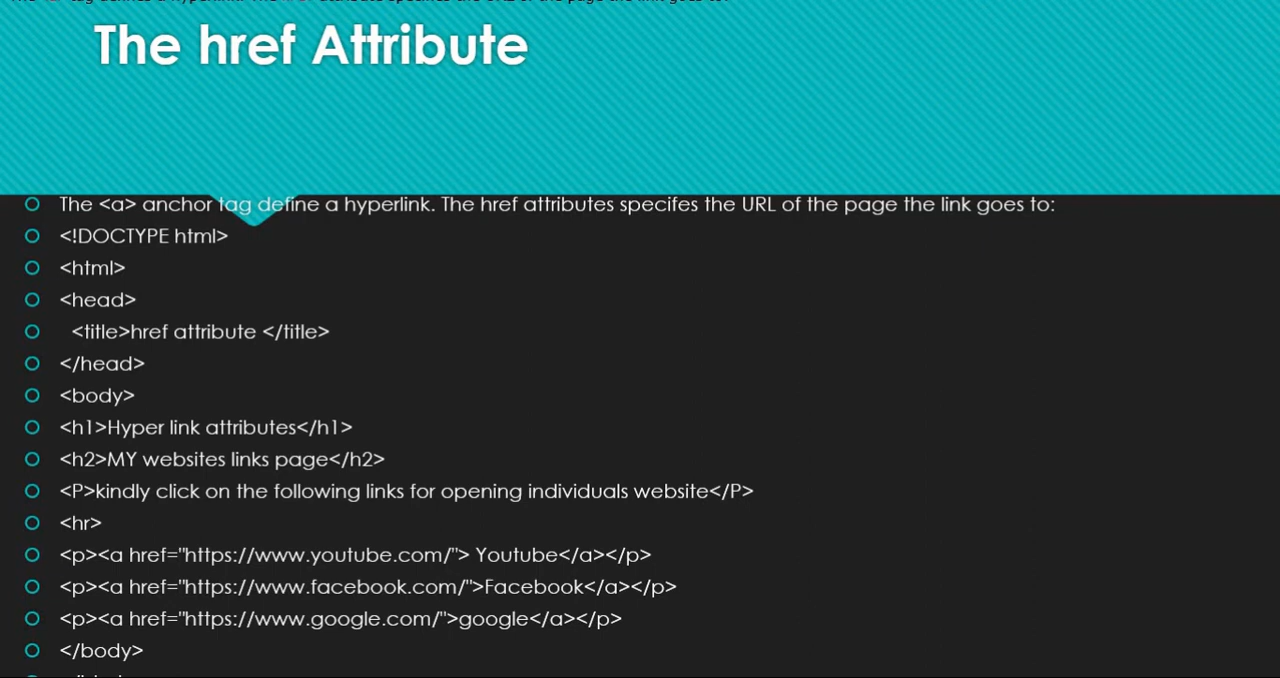 The href Attribute
The <a> anchor tag define a hyperlink. The href attributes specifes the URL of the page the link goes to:
<!DOCTYPE html>
<html>
<head>
<title>href attribute </title>
</head>
<body>
<h1>Hyper link attributes</h1>
<h2>MY websites links page</h2>
<P>kindly click on the following links for opening individuals website</P>
<hr>
<p><a href="https://www.youtube.com/"> Youtube</a></p>
<p><a href="https://www.facebook.com/">Facebook</a></p>
<p><a href="https://www.google.com/">google</a></p>
</body>